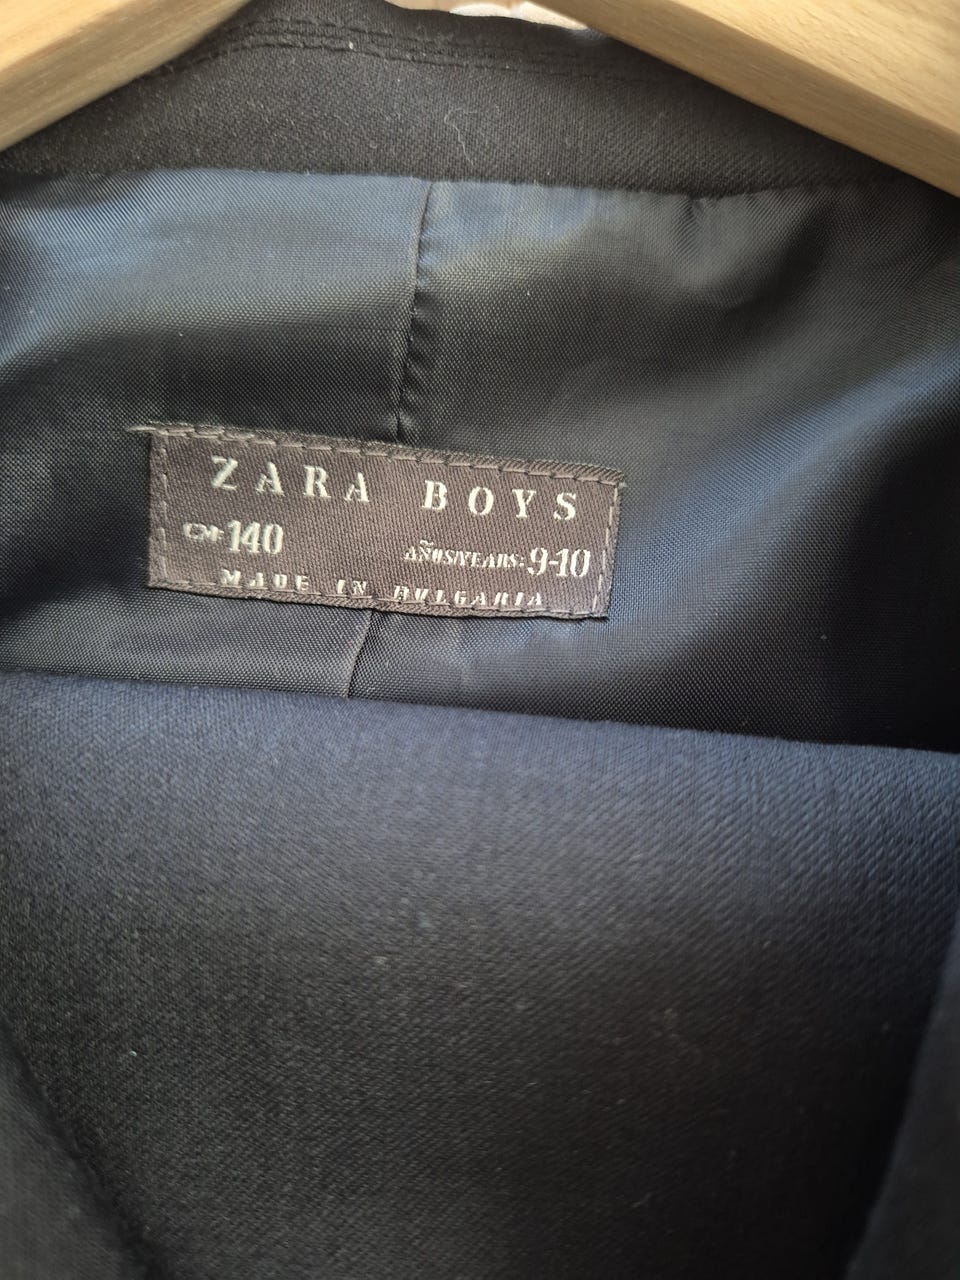 ZARA BOYS
CM:140 AÑOS/YEARS:9-10
MADE IN BULGARIA